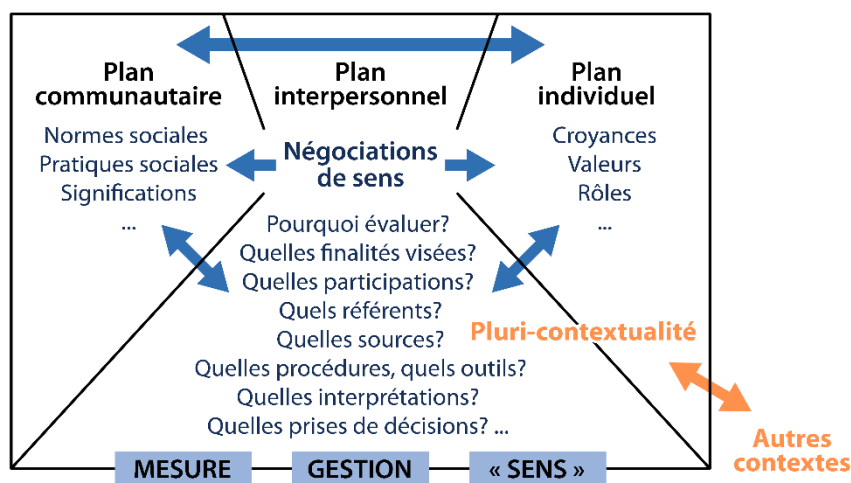 Plan
communautaire
Normes sociales
Pratiques sociales
Significations
...
Plan
interpersonnel
Négociations
de sens
Pourquoi évaluer?
Quelles finalités visées?
Quelles participations?
Quels référents?
Quelles sources?
Quelles procédures, quels outils?
Quelles interprétations?
Quelles prises de décisions? ...
Plan
individuel
Croyances
Valeurs
Rôles
...
Pluri-contextualité
Autres
contextes
MESURE
GESTION
« SENS »